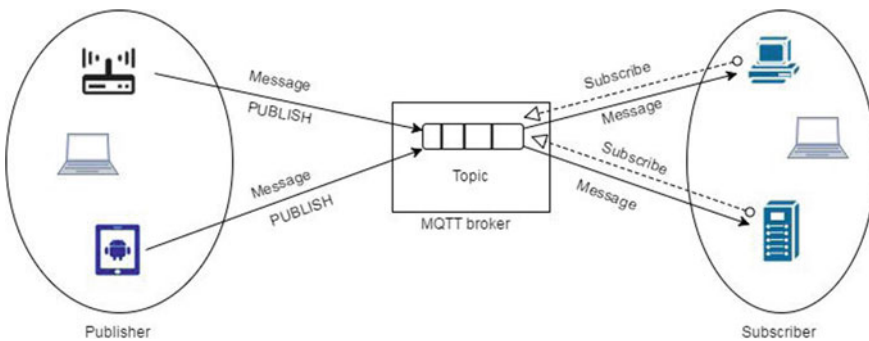 Message
PUBLISH
Message
PUBLISH
Topic
MQTT broker
Subscribe
Message
Subscribe
Message
Publisher
Subscriber